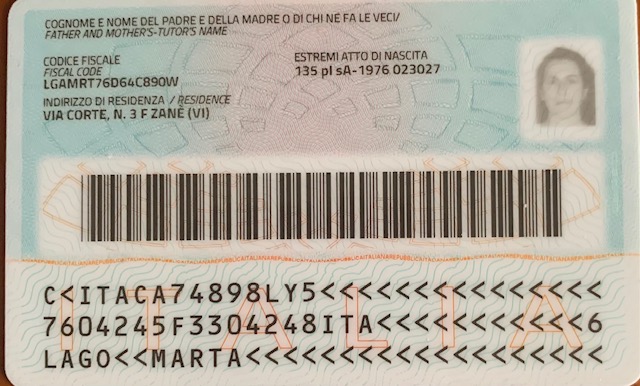 COGNOME E NOME DEL PADRE E DELLA MADRE O DI CHI NE FA LE VECI/
FATHER AND MOTHER'S-TUTOR'S NAME
CODICE FISCALE
FISCAL CODE
LGAMRT76D64C890W
ESTREMI ATTO DI NASCITA
135 pI sA-1976 023027
INDIRIZZO DI RESIDENZA / RESIDENCE
VIA CORTE, N. 3 F ZANÈ (VI)
C<ITACA74898LY5<<<<<<<<<<<<<<<
7604245F3304248ITA<<<<<<<<<<<6
LAGO<<MARTA<<<<<<<<<<<<<<<<<<<
ITALIA